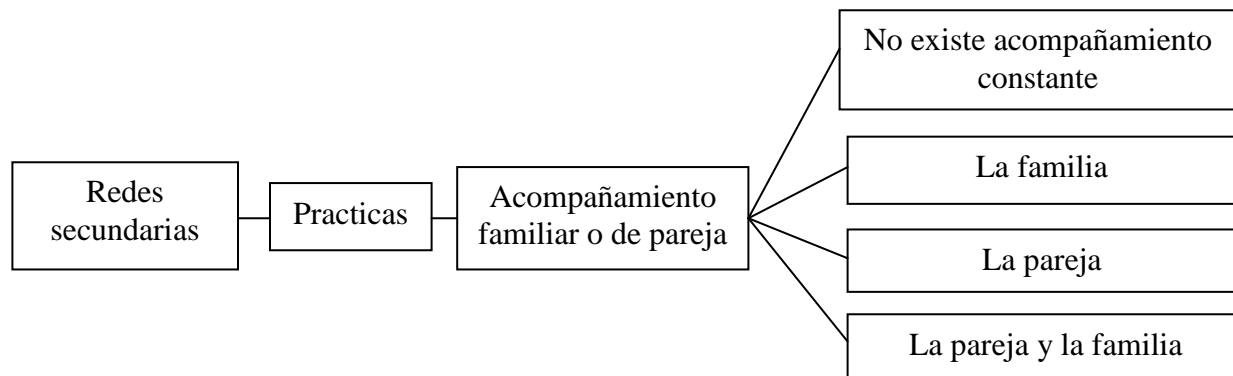 Redes
secundarias
Practicas
Acompañamiento
familiar o de pareja
No existe acompañamiento
constante
La familia
La pareja
La pareja y la familia